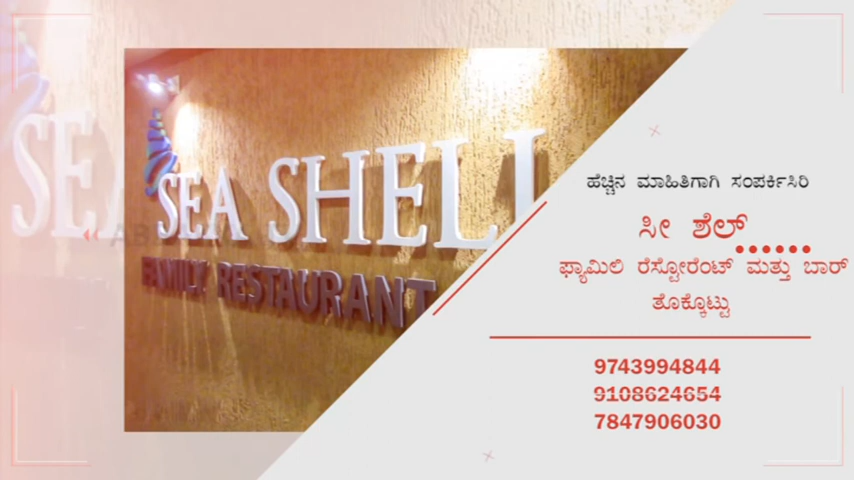 SEA SHELL
FAMILY RESTAURANT
ಹೆಚ್ಚಿನ ಮಾಹಿತಿಗಾಗಿ ಸಂಪರ್ಕಿಸಿರಿ
ಸೀ ಶೆಲ್......
ಫ್ಯಾಮಿಲಿ ರೆಸ್ಟೋರೆಂಟ್ ಮತ್ತು ಬಾರ್
ತೊಕ್ಕೊಟ್ಟು
9743994844
9108624654
7847906030